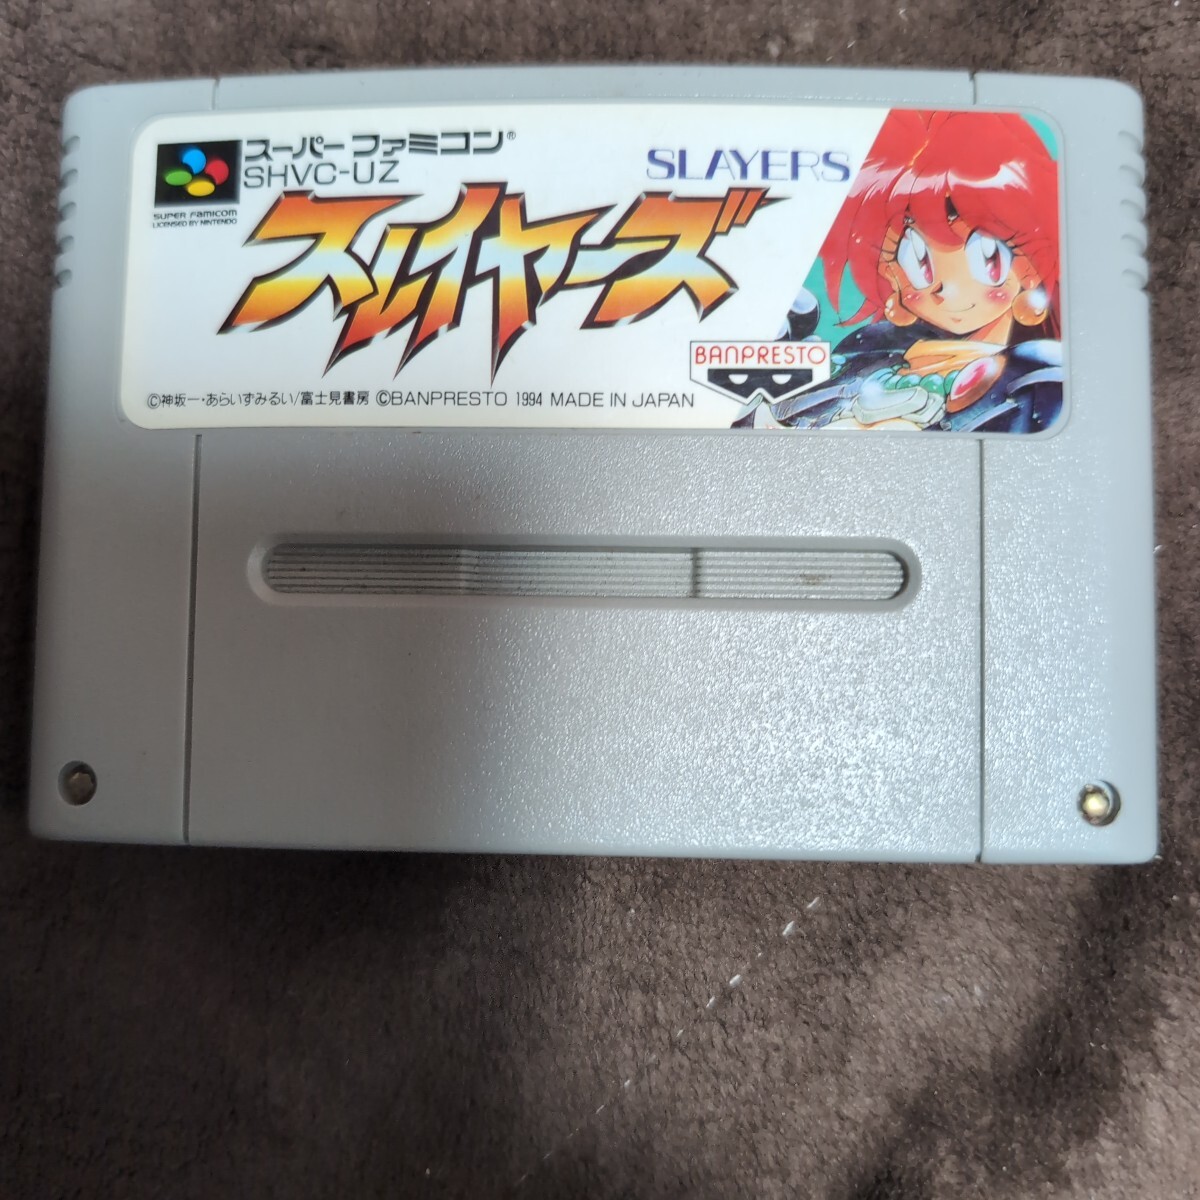 スーパーファミコン®
SHVC-UZ
SUPER FAMICOM
LICENSED BY NINTENDO
SLAYERS
スレイヤーズ
BANPRESTO
©神坂一・あらいずみるい/富士見書房 ©BANPRESTO 1994 MADE IN JAPAN